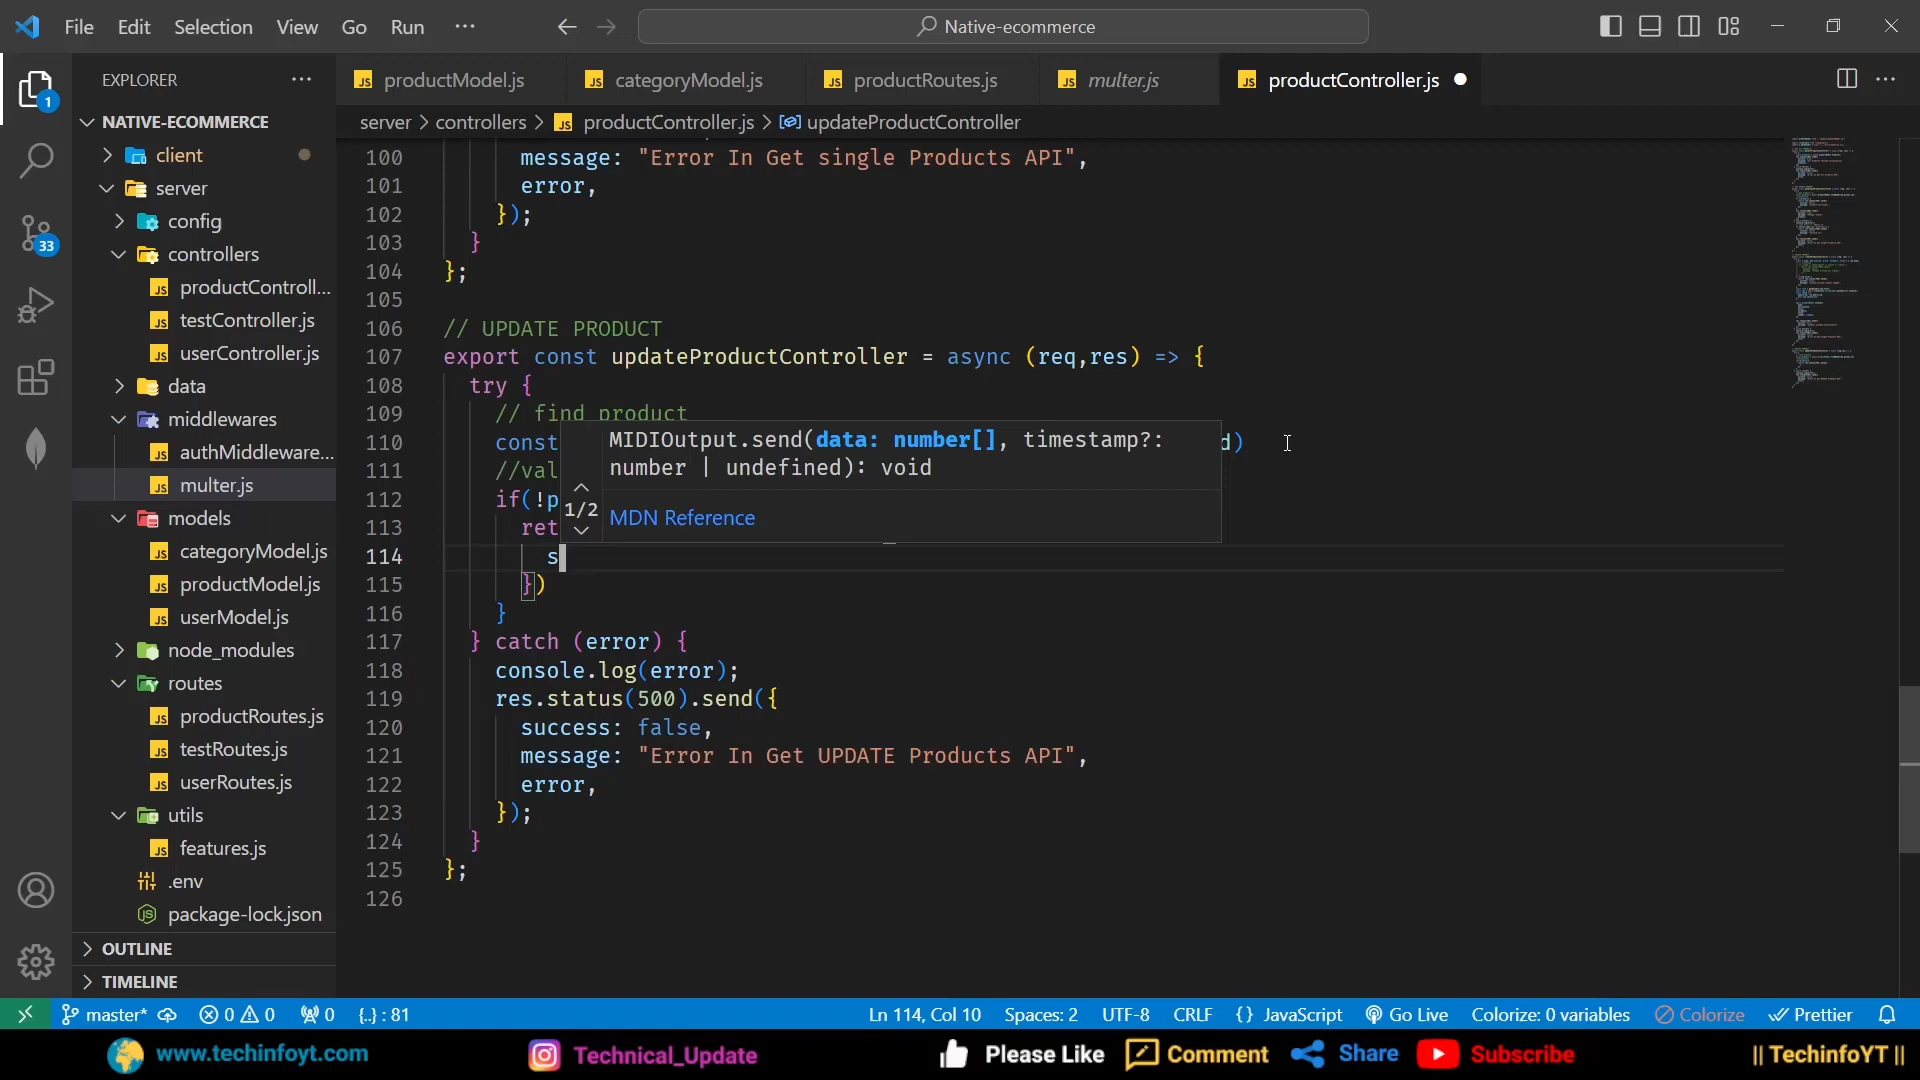 File Edit Selection View Go Run ··· Native-ecommerce
EXPLORER ···
productModel.js categoryModel.js productRoutes.js multer.js productController.js
server > controllers > productController.js > updateProductController
NATIVE-ECOMMERCE
client
server
config
controllers
productControll...
testController.js
userController.js
data
middlewares
authMiddleware...
multer.js
models
categoryModel.js
productModel.js
userModel.js
node_modules
routes
productRoutes.js
testRoutes.js
userRoutes.js
utils
features.js
.env
package-lock.json
OUTLINE
TIMELINE
1
33
100 message: "Error In Get single Products API",
101 error,
102 });
103 }
104 };
105
106 // UPDATE PRODUCT
107 export const updateProductController = async (req,res) => {
108 try {
109 // find product
110 const d)
111 //val
112 if(!p
113 ret
114 s
115 })
116 }
117 } catch (error) {
118 console.log(error);
119 res.status(500).send({
120 success: false,
121 message: "Error In Get UPDATE Products API",
122 error,
123 });
124 }
125 };
126
MIDIOutput.send(data: number[], timestamp?:
number | undefined): void
1/2
MDN Reference
master* 0 0 0 {..} : 81 Ln 114, Col 10 Spaces: 2 UTF-8 CRLF {} JavaScript Go Live Colorize: 0 variables Colorize Prettier
www.techinfoyt.com Technical_Update Please Like Comment Share Subscribe || TechinfoYT ||